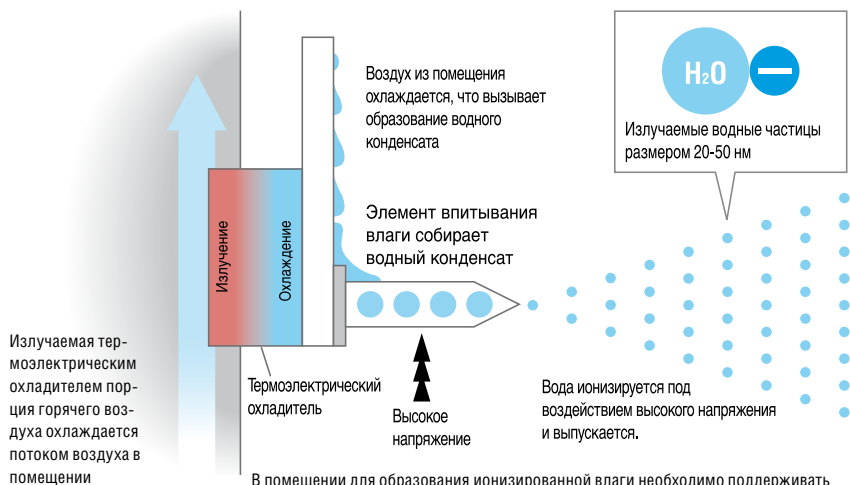 Воздух из помещения
охлаждается, что вызывает
образование водного
конденсата
H₂O
Излучаемые водные частицы
размером 20-50 нм
Элемент впитывания
влаги собирает
водный конденсат
Излучение
Охлаждение
Излучаемая тер-
моэлектрическим
охладителем пор-
ция горячего воз-
духа охлаждается
потоком воздуха в
помещении
Термоэлектрический
охладитель
Высокое
напряжение
Вода ионизируется под
воздействием высокого напряжения
и выпускается.
В помещении для образования ионизированной влаги необходимо поддерживать